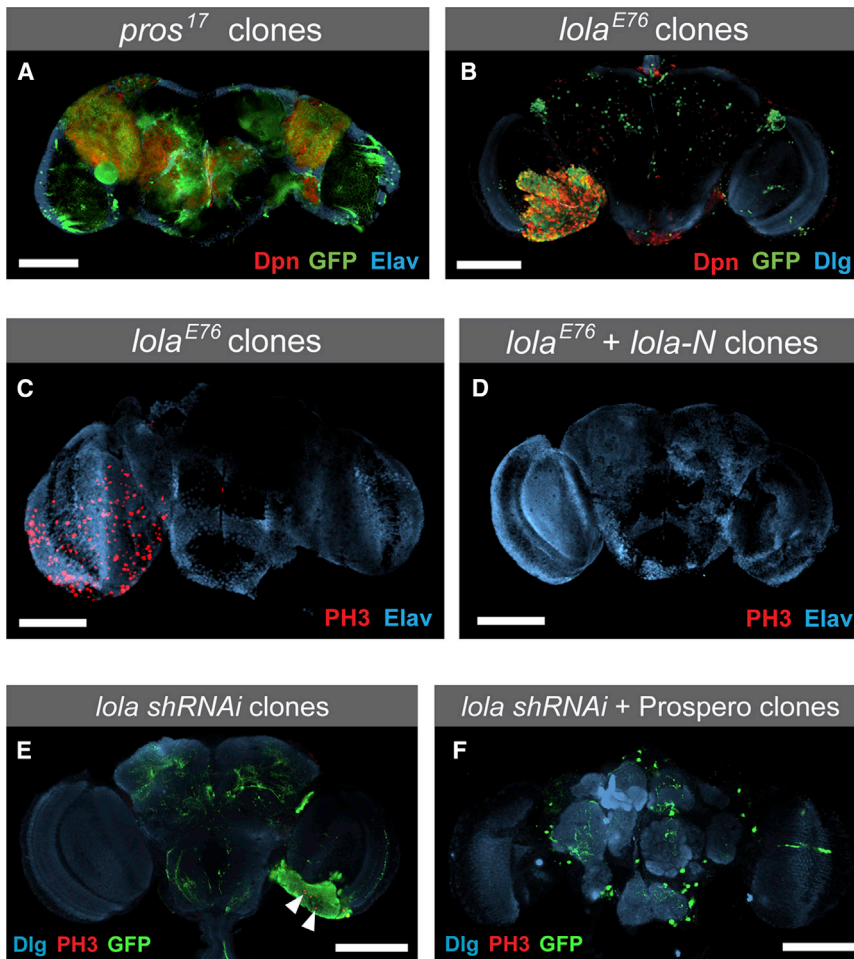 pros17 clones
lolaE76 clones
A
Dpn GFP Elav
B
Dpn GFP Dlg
lolaE76 clones
lolaE76 + lola-N clones
C
PH3 Elav
D
PH3 Elav
lola shRNAi clones
lola shRNAi + Prospero clones
E
Dlg PH3 GFP
F
Dlg PH3 GFP